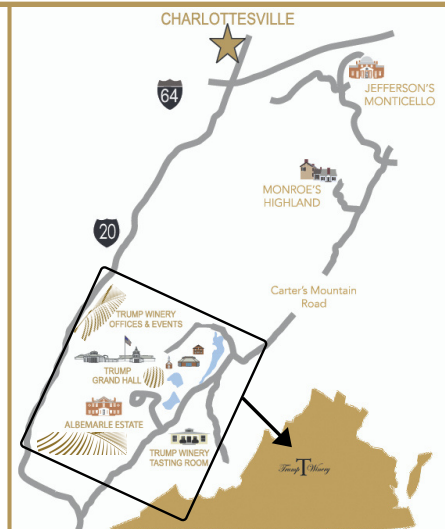 CHARLOTTESVILLE
64
JEFFERSON'S
MONTICELLO
MONROE'S
HIGHLAND
20
Carter's Mountain
Road
TRUMP WINERY
OFFICES & EVENTS
TRUMP
GRAND HALL
ALBEMARLE ESTATE
TRUMP WINERY
TASTING ROOM
Trump T Winery